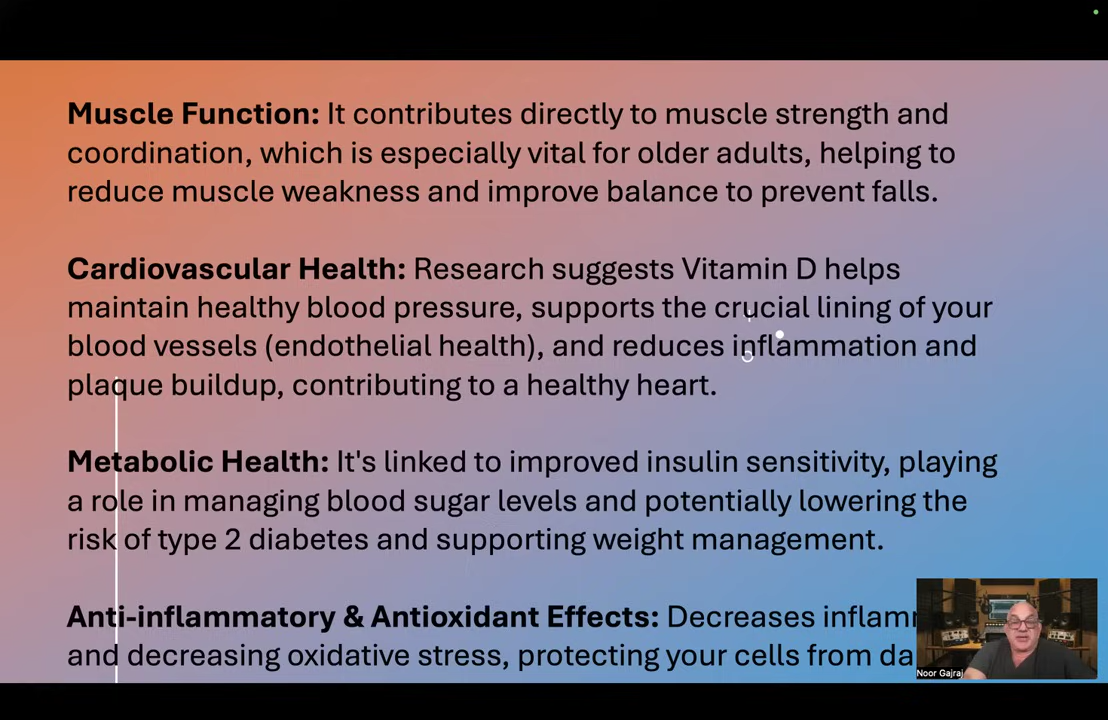 Muscle Function: It contributes directly to muscle strength and
coordination, which is especially vital for older adults, helping to
reduce muscle weakness and improve balance to prevent falls.
Cardiovascular Health: Research suggests Vitamin D helps
maintain healthy blood pressure, supports the crucial lining of your
blood vessels (endothelial health), and reduces inflammation and
plaque buildup, contributing to a healthy heart.
Metabolic Health: It's linked to improved insulin sensitivity, playing
a role in managing blood sugar levels and potentially lowering the
risk of type 2 diabetes and supporting weight management.
Anti-inflammatory & Antioxidant Effects: Decreases
and decreasing oxidative stress, protecting your cells from
Noor Gajraj